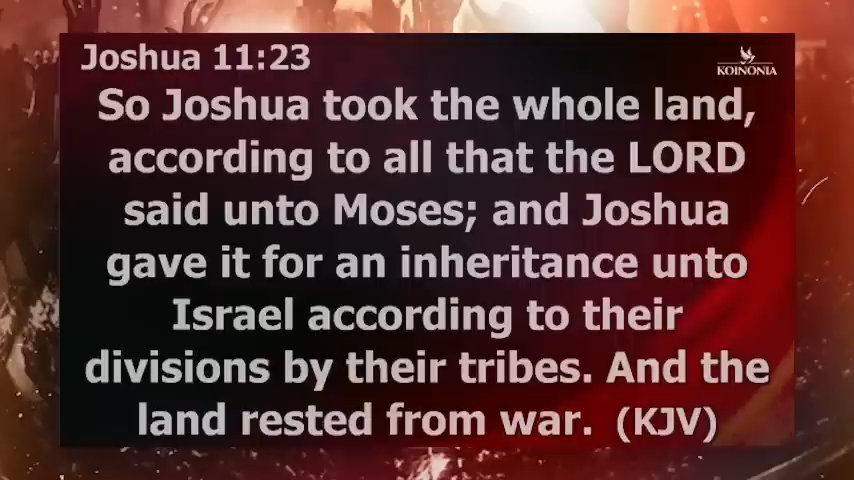 Joshua 11:23
KOINONIA
So Joshua took the whole land,
according to all that the LORD
said unto Moses; and Joshua
gave it for an inheritance unto
Israel according to their
divisions by their tribes. And the
land rested from war. (KJV)